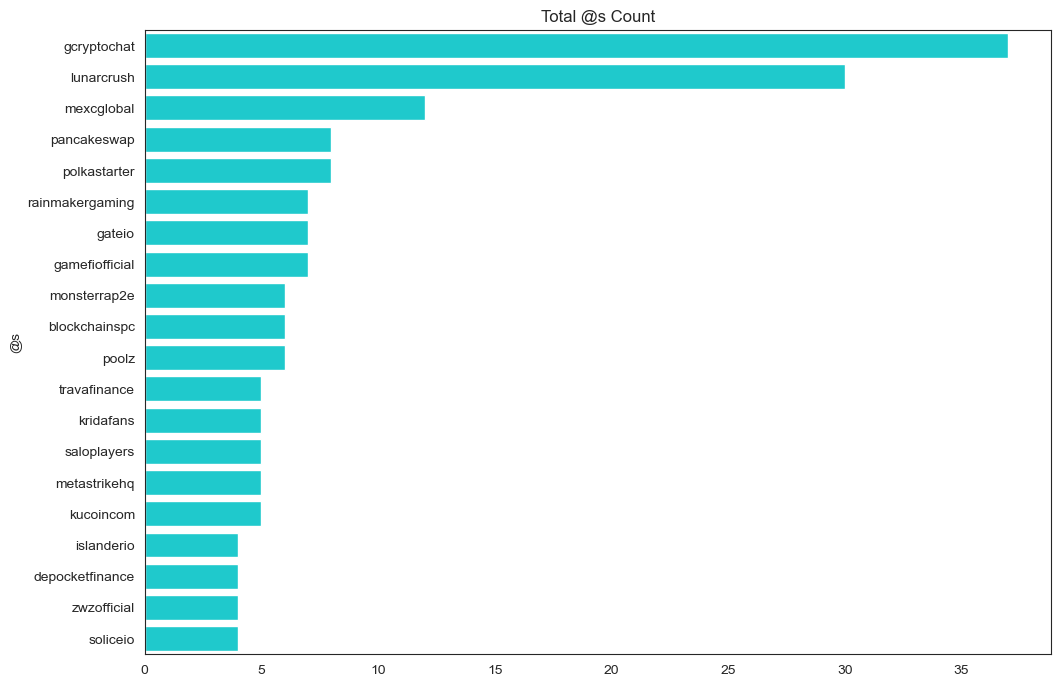 Total @s Count
gcryptochat
lunarcrush
mexcglobal
pancakeswap
polkastarter
rainmakergaming
gateio
gamefiofficial
monsterrap2e
blockchainspc
poolz
travafinance
kridafans
saloplayers
metastrikehq
kucoincom
islanderio
depocketfinance
zwzofficial
soliceio
@s
0 5 10 15 20 25 30 35